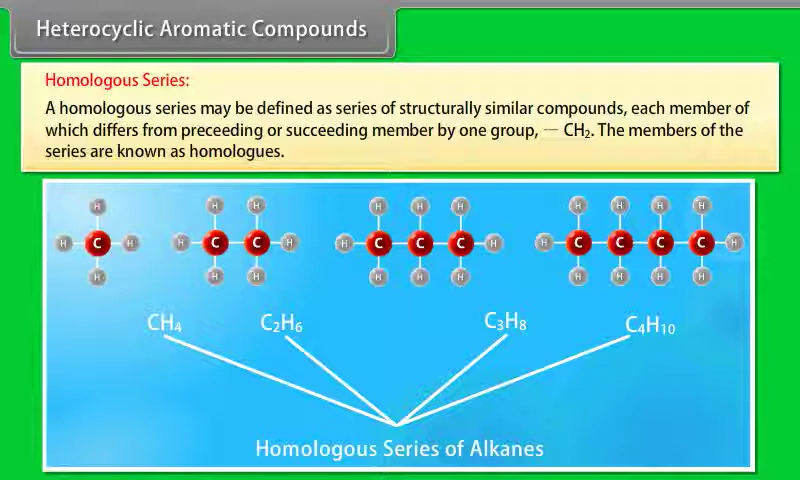 Heterocyclic Aromatic Compounds
Homologous Series:
A homologous series may be defined as series of structurally similar compounds, each member of
which differs from preceeding or succeeding member by one group, — CH₂. The members of the
series are known as homologues.
H H H H H H H H H H H
H C H H C C H H C C C H H C C C C H
H H H H H H H H H H
CH₄ C₂H₆ C₃H₈ C₄H₁₀
Homologous Series of Alkanes